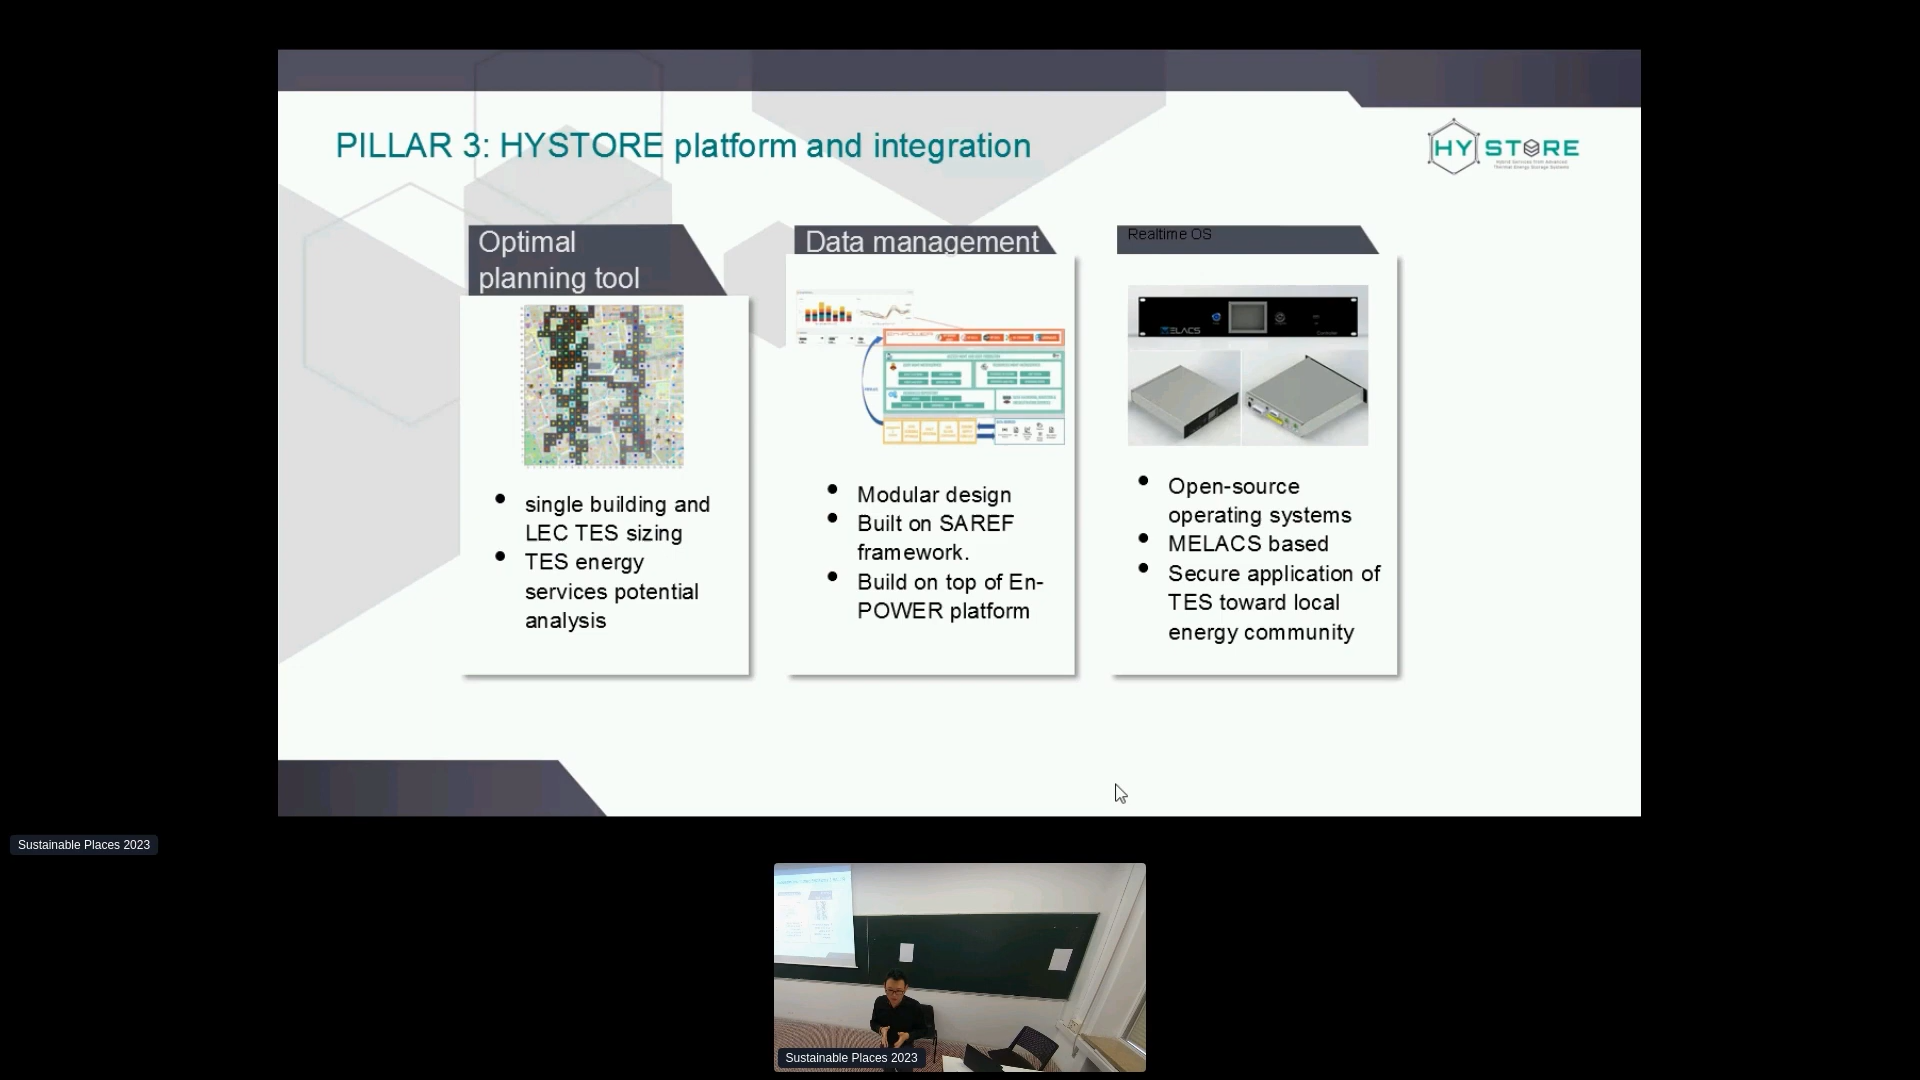 PILLAR 3: HYSTORE platform and integration
HY STORE
Optimal
planning tool
single building and
LEC TES sizing
TES energy
services potential
analysis
Data management
Modular design
Built on SAREF
framework.
Build on top of En-
POWER platform
Realtime OS
MELACS
Controller
Open-source
operating systems
MELACS based
Secure application of
TES toward local
energy community
Sustainable Places 2023
Sustainable Places 2023